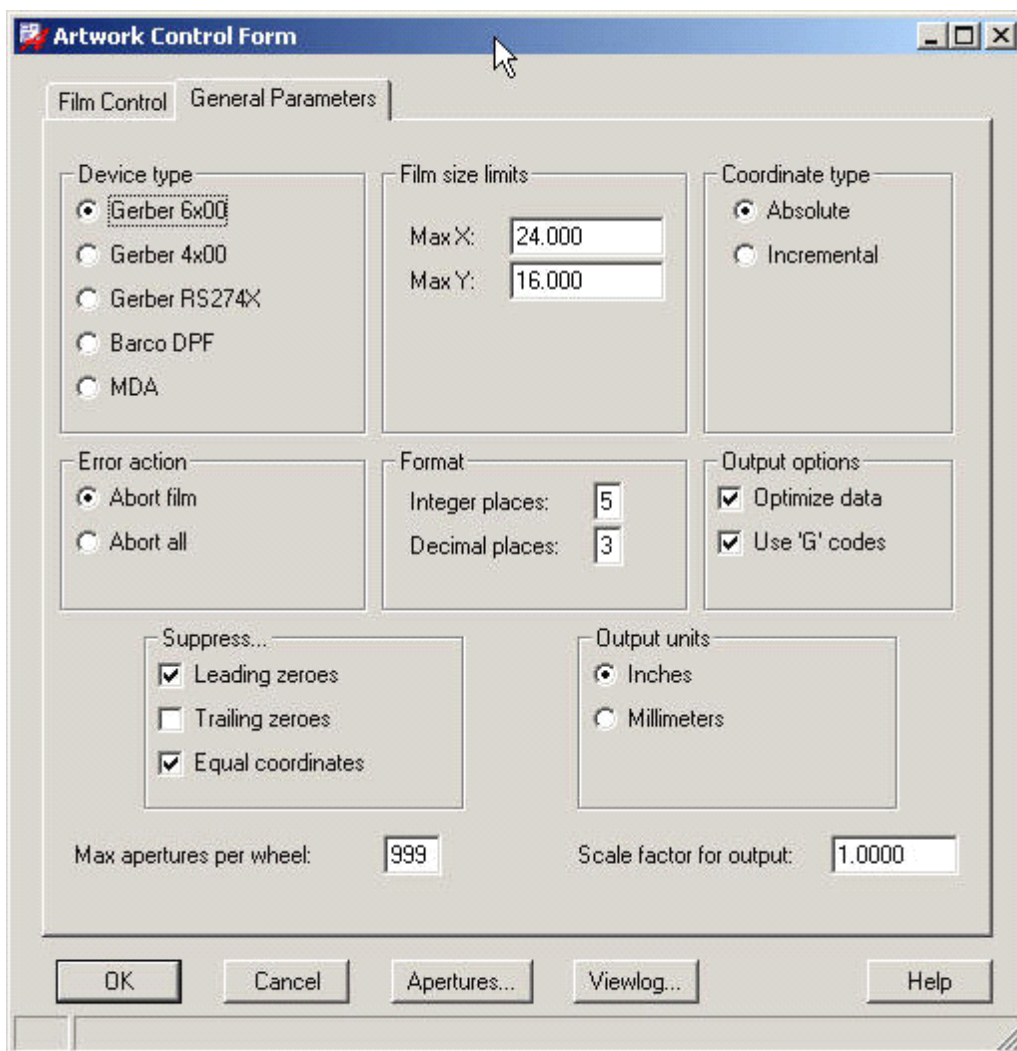 Artwork Control Form
Film Control
General Parameters
Device type
Gerber 6x00
Gerber 4x00
Gerber RS274X
Barco DPF
MDA
Film size limits
Max X: 24.000
Max Y: 16.000
Coordinate type
Absolute
Incremental
Error action
Abort film
Abort all
Format
Integer places: 5
Decimal places: 3
Output options
Optimize data
Use 'G' codes
Suppress...
Leading zeroes
Trailing zeroes
Equal coordinates
Output units
Inches
Millimeters
Max apertures per wheel: 999
Scale factor for output: 1.0000
OK
Cancel
Apertures...
Viewlog...
Help